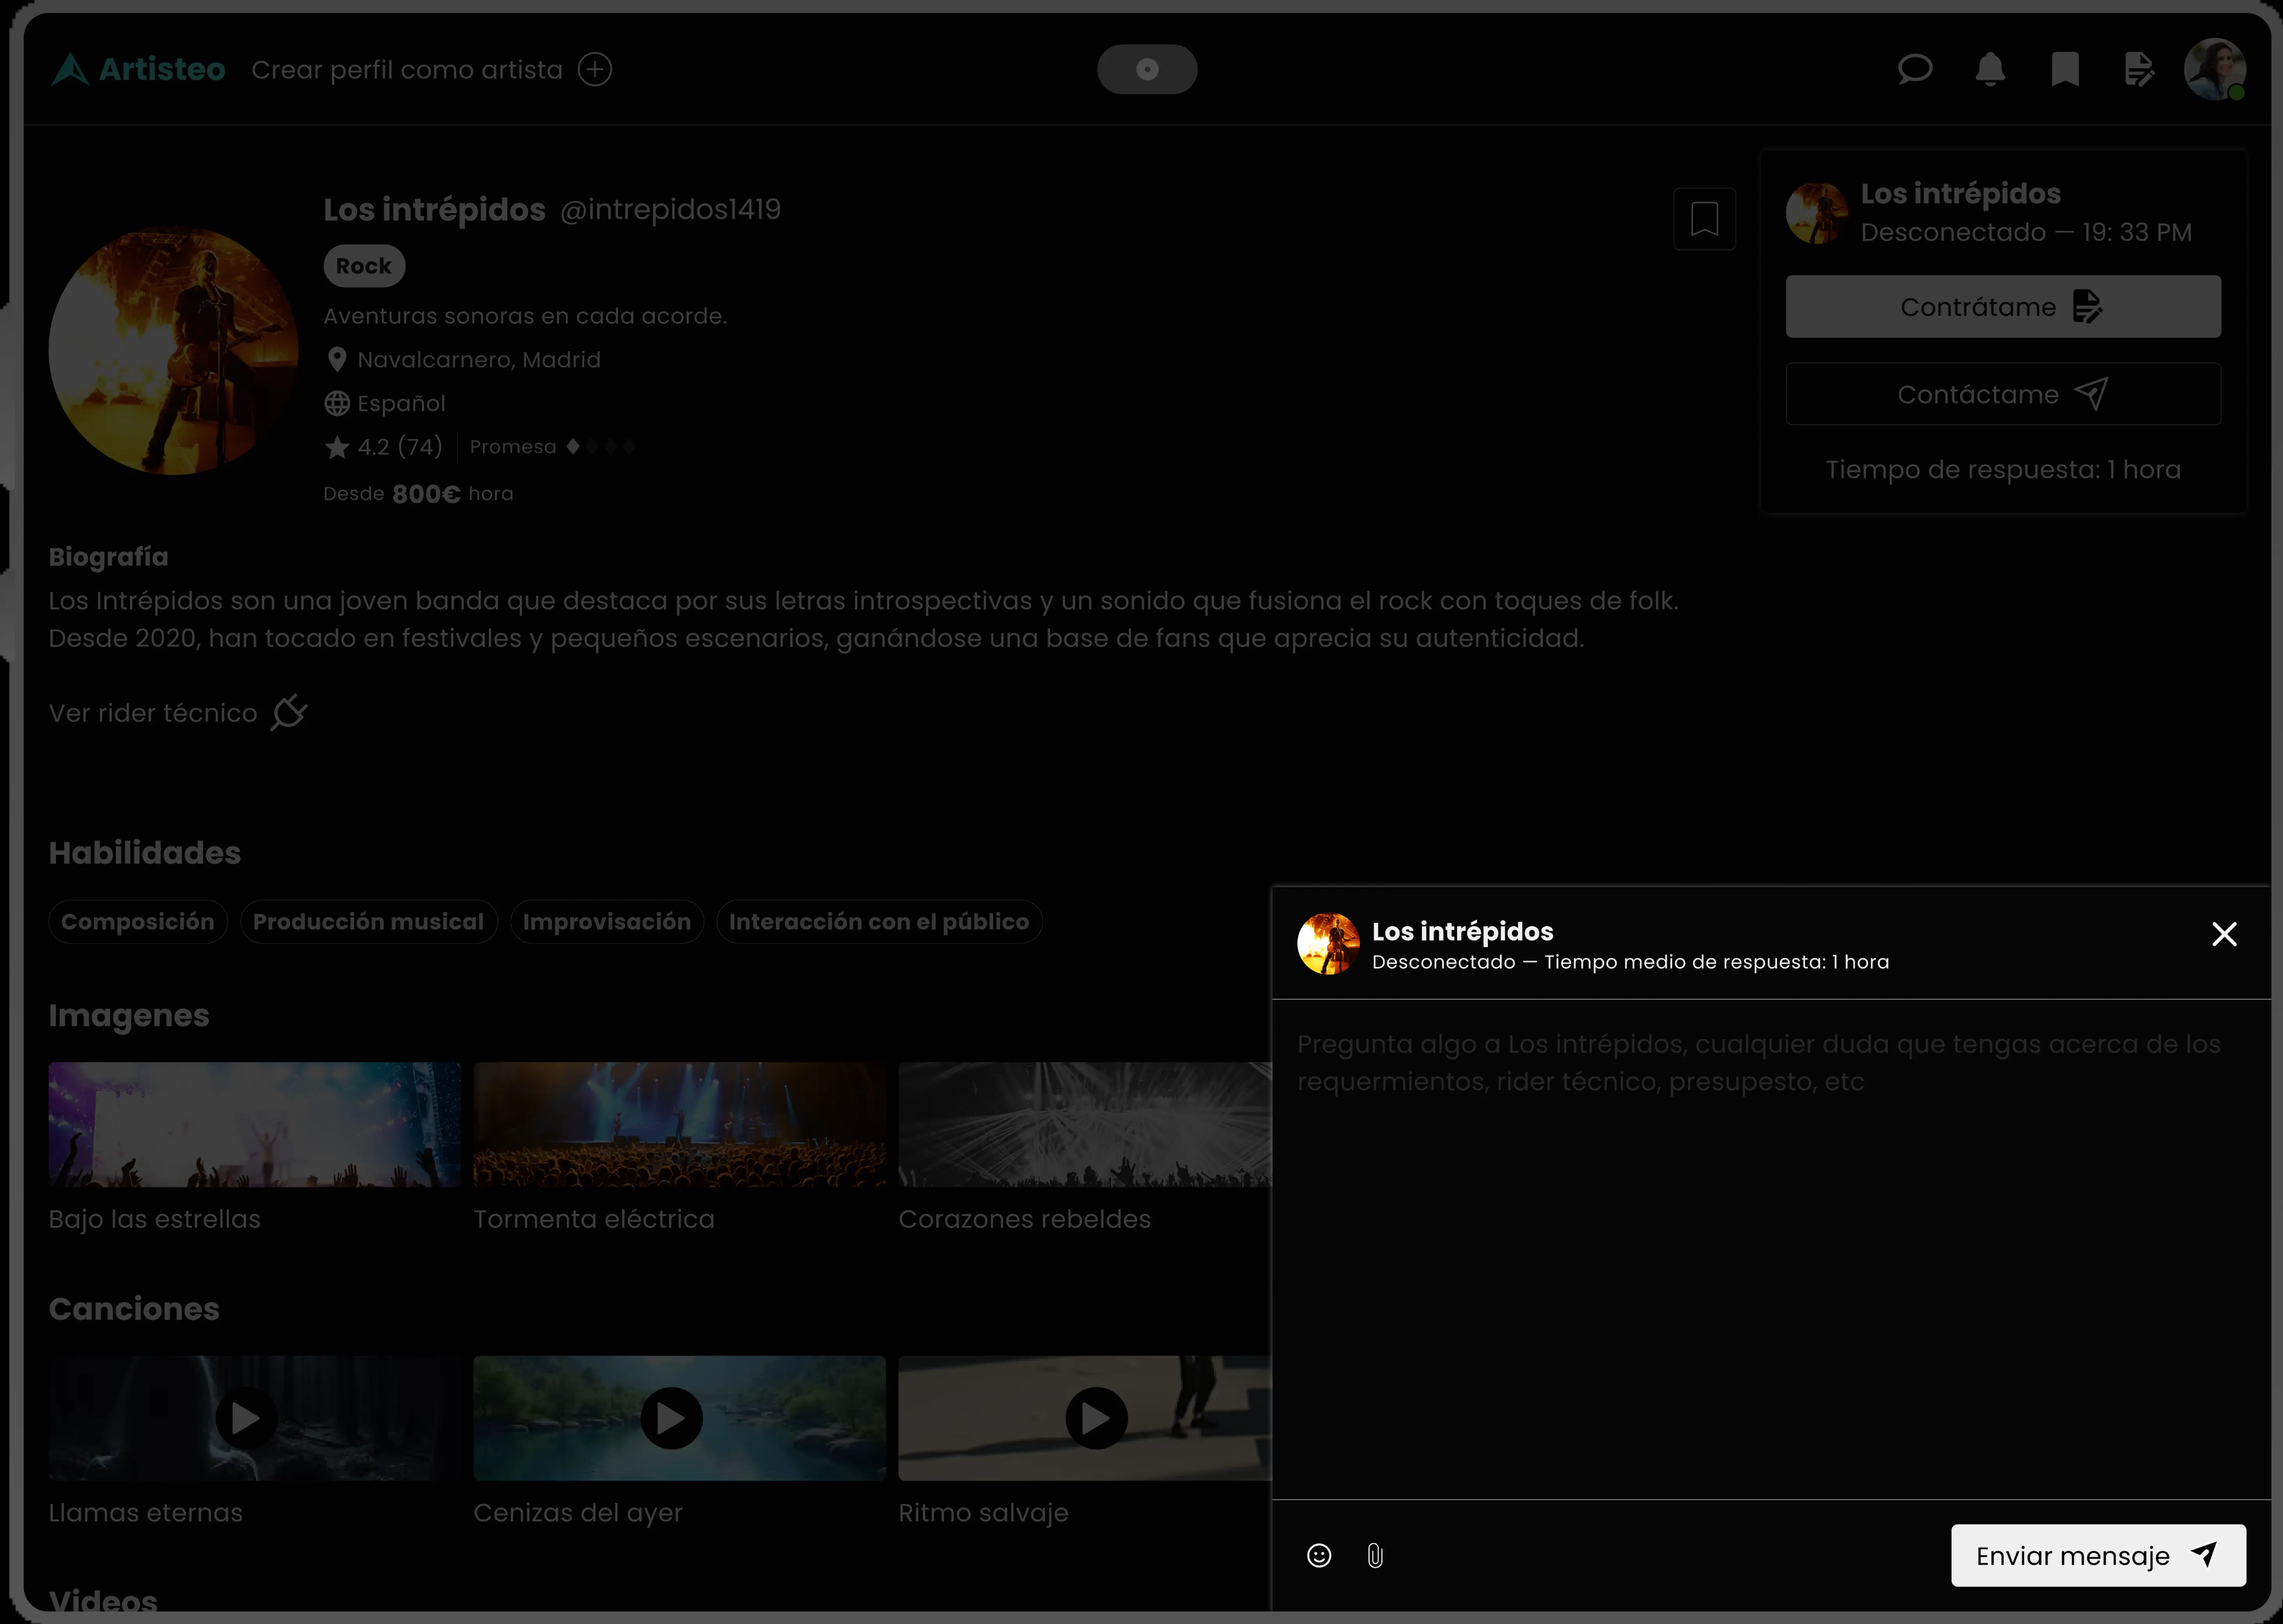 Artisteo Crear perfil como artista
Los intrépidos @intrepidos1419
Rock
Aventuras sonoras en cada acorde.
Navalcarnero, Madrid
Español
4.2 (74) Promesa
Desde 800€ hora
Los intrépidos
Desconectado — 19: 33 PM
Contrátame
Contáctame
Tiempo de respuesta: 1 hora
Biografía
Los Intrépidos son una joven banda que destaca por sus letras introspectivas y un sonido que fusiona el rock con toques de folk.
Desde 2020, han tocado en festivales y pequeños escenarios, ganándose una base de fans que aprecia su autenticidad.
Ver rider técnico
Habilidades
Composición Producción musical Improvisación Interacción con el público
Imagenes
Bajo las estrellas Tormenta eléctrica Corazones rebeldes
Canciones
Llamas eternas Cenizas del ayer Ritmo salvaje
Videos
Los intrépidos
Desconectado — Tiempo medio de respuesta: 1 hora
Pregunta algo a Los intrépidos, cualquier duda que tengas acerca de los
requermientos, rider técnico, presupesto, etc
Enviar mensaje